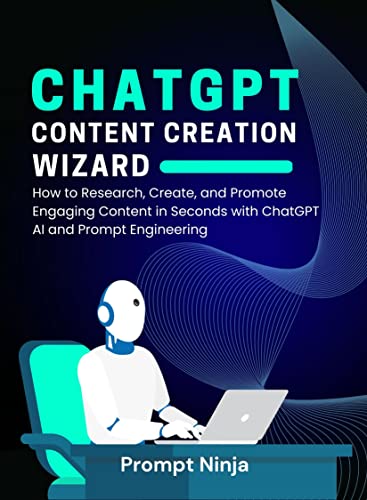 CHATGPT
CONTENT CREATION
WIZARD
How to Research, Create, and Promote
Engaging Content in Seconds with ChatGPT
AI and Prompt Engineering
Prompt Ninja